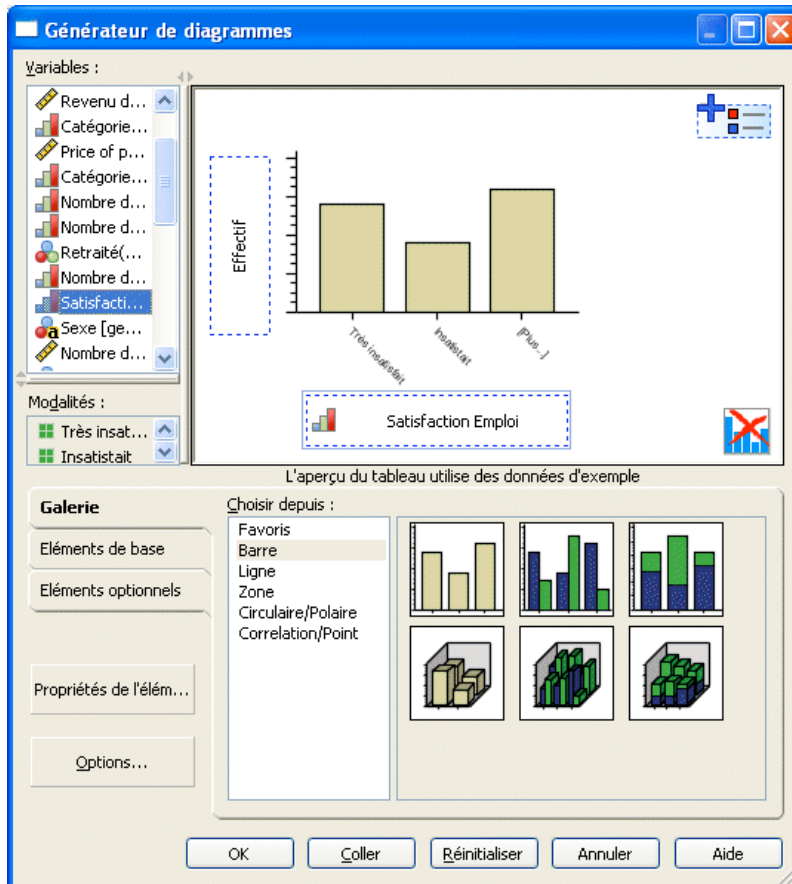 Générateur de diagrammes
Variables :
Revenu d...
Catégorie...
Price of p...
Catégorie...
Nombre d...
Nombre d...
Retraité(...
Nombre d...
Satisfacti...
a Sexe [ge...
Nombre d...
Modalités :
Très insat...
Insatistait
Effectif
Très insatisfait
Insatistait
[Plus...]
Satisfaction Emploi
L'aperçu du tableau utilise des données d'exemple
Galerie
Eléments de base
Eléments optionnels
Propriétés de l'élém...
Options...
Choisir depuis :
Favoris
Barre
Ligne
Zone
Circulaire/Polaire
Correlation/Point
OK
Coller
Réinitialiser
Annuler
Aide